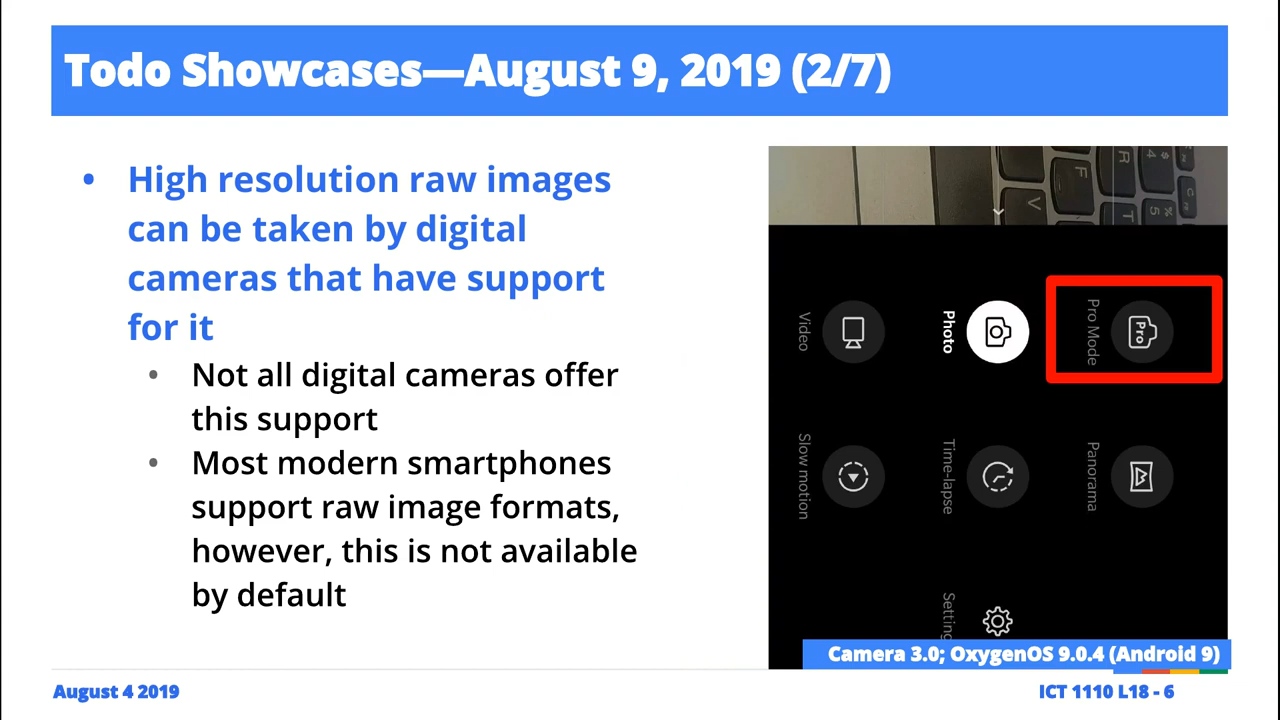 Todo Showcases—August 9, 2019 (2/7)
• High resolution raw images
can be taken by digital
cameras that have support
for it
• Not all digital cameras offer
this support
• Most modern smartphones
support raw image formats,
however, this is not available
by default
R
4
$
F
V
T
5
%
Pro
Pro Mode
Photo
Video
Panorama
Time-lapse
Slow motion
Camera 3.0; OxygenOS 9.0.4 (Android 9)
August 4 2019
ICT 1110 L18 - 6